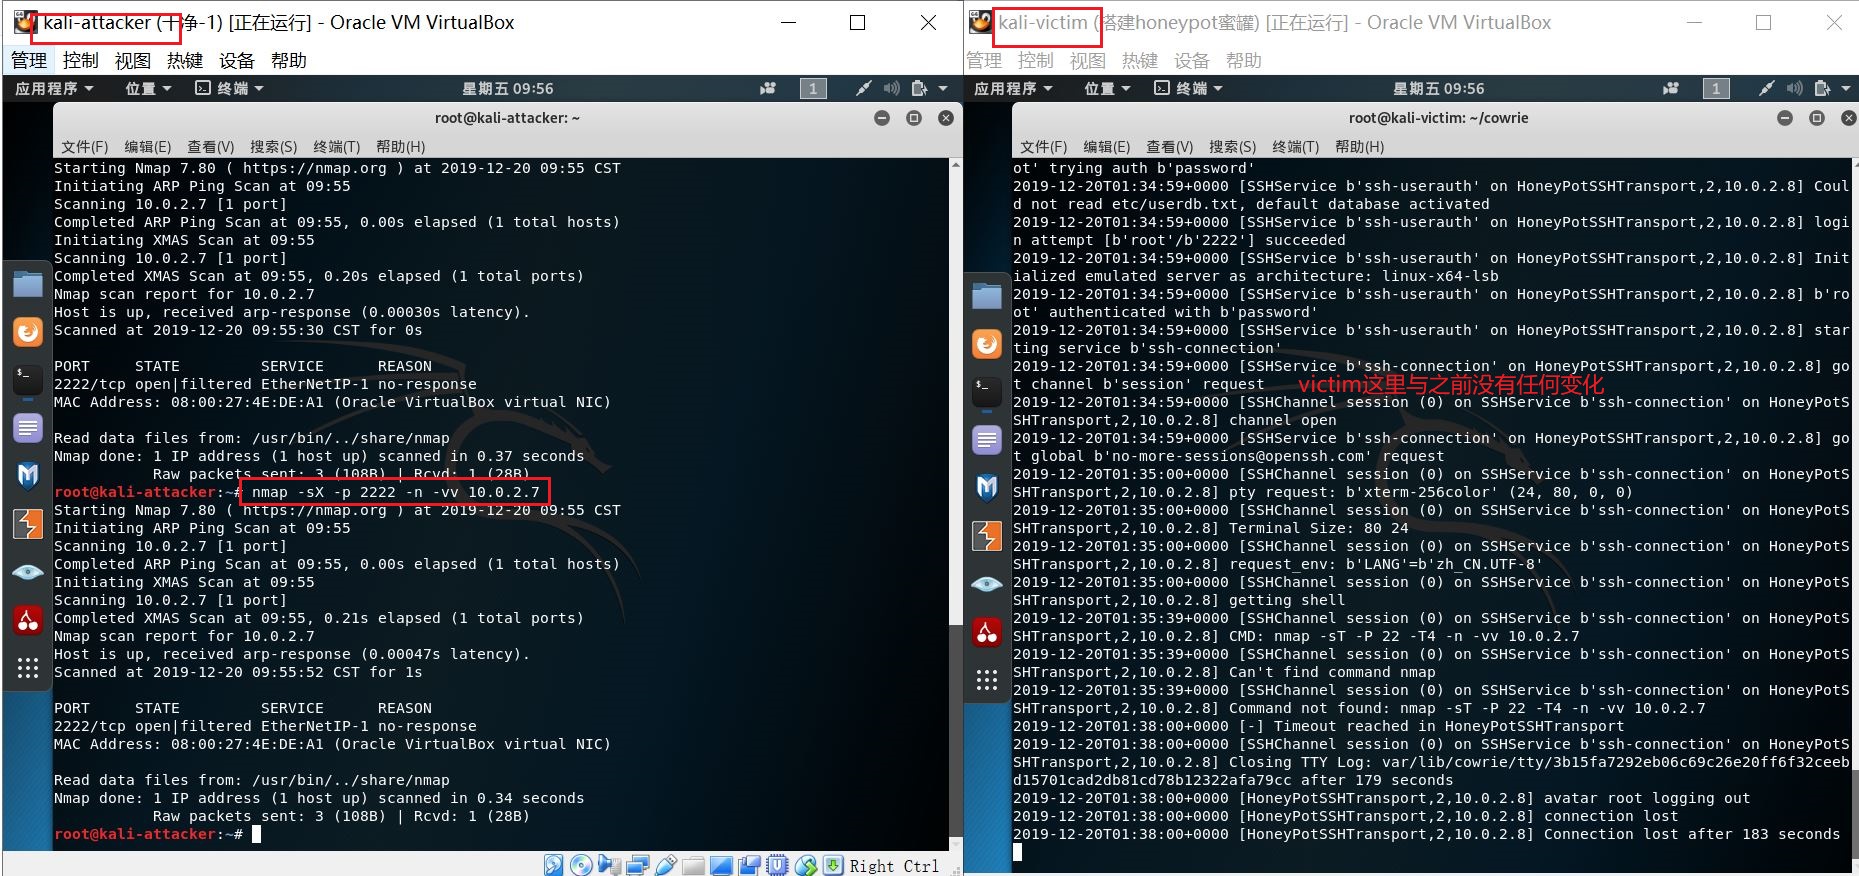 kali-attacker (干净-1) [正在运行] - Oracle VM VirtualBox
管理 控制 视图 热键 设备 帮助
应用程序 位置 终端 星期五 09:56 1
root@kali-attacker: ~
文件(F) 编辑(E) 查看(V) 搜索(S) 终端(T) 帮助(H)
Starting Nmap 7.80 ( https://nmap.org ) at 2019-12-20 09:55 CST
Initiating ARP Ping Scan at 09:55
Scanning 10.0.2.7 [1 port]
Completed ARP Ping Scan at 09:55, 0.00s elapsed (1 total hosts)
Initiating XMAS Scan at 09:55
Scanning 10.0.2.7 [1 port]
Completed XMAS Scan at 09:55, 0.20s elapsed (1 total ports)
Nmap scan report for 10.0.2.7
Host is up, received arp-response (0.00030s latency).
Scanned at 2019-12-20 09:55:30 CST for 0s
PORT STATE SERVICE REASON
2222/tcp open|filtered EtherNetIP-1 no-response
MAC Address: 08:00:27:4E:DE:A1 (Oracle VirtualBox virtual NIC)
Read data files from: /usr/bin/../share/nmap
Nmap done: 1 IP address (1 host up) scanned in 0.37 seconds
Raw packets sent: 3 (108B) | Rcvd: 1 (28B)
root@kali-attacker:~# nmap -sX -p 2222 -n -vv 10.0.2.7
Starting Nmap 7.80 ( https://nmap.org ) at 2019-12-20 09:55 CST
Initiating ARP Ping Scan at 09:55
Scanning 10.0.2.7 [1 port]
Completed ARP Ping Scan at 09:55, 0.00s elapsed (1 total hosts)
Initiating XMAS Scan at 09:55
Scanning 10.0.2.7 [1 port]
Completed XMAS Scan at 09:55, 0.21s elapsed (1 total ports)
Nmap scan report for 10.0.2.7
Host is up, received arp-response (0.00047s latency).
Scanned at 2019-12-20 09:55:52 CST for 1s
PORT STATE SERVICE REASON
2222/tcp open|filtered EtherNetIP-1 no-response
MAC Address: 08:00:27:4E:DE:A1 (Oracle VirtualBox virtual NIC)
Read data files from: /usr/bin/../share/nmap
Nmap done: 1 IP address (1 host up) scanned in 0.34 seconds
Raw packets sent: 3 (108B) | Rcvd: 1 (28B)
root@kali-attacker:~#
Right Ctrl
kali-victim (搭建honeypot蜜罐) [正在运行] - Oracle VM VirtualBox
管理 控制 视图 热键 设备 帮助
应用程序 位置 终端 星期五 09:56 1
root@kali-victim: ~/cowrie
文件(F) 编辑(E) 查看(V) 搜索(S) 终端(T) 帮助(H)
ot' trying auth b'password'
2019-12-20T01:34:59+0000 [SSHService b'ssh-userauth' on HoneyPotSSHTransport,2,10.0.2.8] Coul
d not read etc/userdb.txt, default database activated
2019-12-20T01:34:59+0000 [SSHService b'ssh-userauth' on HoneyPotSSHTransport,2,10.0.2.8] logi
n attempt [b'root'/b'2222'] succeeded
2019-12-20T01:34:59+0000 [SSHService b'ssh-userauth' on HoneyPotSSHTransport,2,10.0.2.8] Init
ialized emulated server as architecture: linux-x64-lsb
2019-12-20T01:34:59+0000 [SSHService b'ssh-userauth' on HoneyPotSSHTransport,2,10.0.2.8] b'ro
ot' authenticated with b'password'
2019-12-20T01:34:59+0000 [SSHService b'ssh-userauth' on HoneyPotSSHTransport,2,10.0.2.8] star
ting service b'ssh-connection'
2019-12-20T01:34:59+0000 [SSHService b'ssh-connection' on HoneyPotSSHTransport,2,10.0.2.8] go
t channel b'session' request
victim这里与之前没有任何变化
2019-12-20T01:34:59+0000 [SSHChannel session (0) on SSHService b'ssh-connection' on HoneyPotS
SHTransport,2,10.0.2.8] channel open
2019-12-20T01:34:59+0000 [SSHService b'ssh-connection' on HoneyPotSSHTransport,2,10.0.2.8] go
t global b'no-more-sessions@openssh.com' request
2019-12-20T01:35:00+0000 [SSHChannel session (0) on SSHService b'ssh-connection' on HoneyPotS
SHTransport,2,10.0.2.8] pty request: b'xterm-256color' (24, 80, 0, 0)
2019-12-20T01:35:00+0000 [SSHChannel session (0) on SSHService b'ssh-connection' on HoneyPotS
SHTransport,2,10.0.2.8] Terminal Size: 80 24
2019-12-20T01:35:00+0000 [SSHChannel session (0) on SSHService b'ssh-connection' on HoneyPotS
SHTransport,2,10.0.2.8] request_env: b'LANG'=b'zh_CN.UTF-8'
2019-12-20T01:35:00+0000 [SSHChannel session (0) on SSHService b'ssh-connection' on HoneyPotS
SHTransport,2,10.0.2.8] getting shell
2019-12-20T01:35:39+0000 [SSHChannel session (0) on SSHService b'ssh-connection' on HoneyPotS
SHTransport,2,10.0.2.8] CMD: nmap -sT -P 22 -T4 -n -vv 10.0.2.7
2019-12-20T01:35:39+0000 [SSHChannel session (0) on SSHService b'ssh-connection' on HoneyPotS
SHTransport,2,10.0.2.8] Can't find command nmap
2019-12-20T01:35:39+0000 [SSHChannel session (0) on SSHService b'ssh-connection' on HoneyPotS
SHTransport,2,10.0.2.8] Command not found: nmap -sT -P 22 -T4 -n -vv 10.0.2.7
2019-12-20T01:38:00+0000 [-] Timeout reached in HoneyPotSSHTransport
2019-12-20T01:38:00+0000 [SSHChannel session (0) on SSHService b'ssh-connection' on HoneyPotS
SHTransport,2,10.0.2.8] Closing TTY Log: var/lib/cowrie/tty/3b15fa7292eb06c69c26e20ff6f32ceeb
d15701cad2db81cd78b12322afa79cc after 179 seconds
2019-12-20T01:38:00+0000 [HoneyPotSSHTransport,2,10.0.2.8] avatar root logging out
2019-12-20T01:38:00+0000 [HoneyPotSSHTransport,2,10.0.2.8] connection lost
2019-12-20T01:38:00+0000 [HoneyPotSSHTransport,2,10.0.2.8] Connection lost after 183 seconds